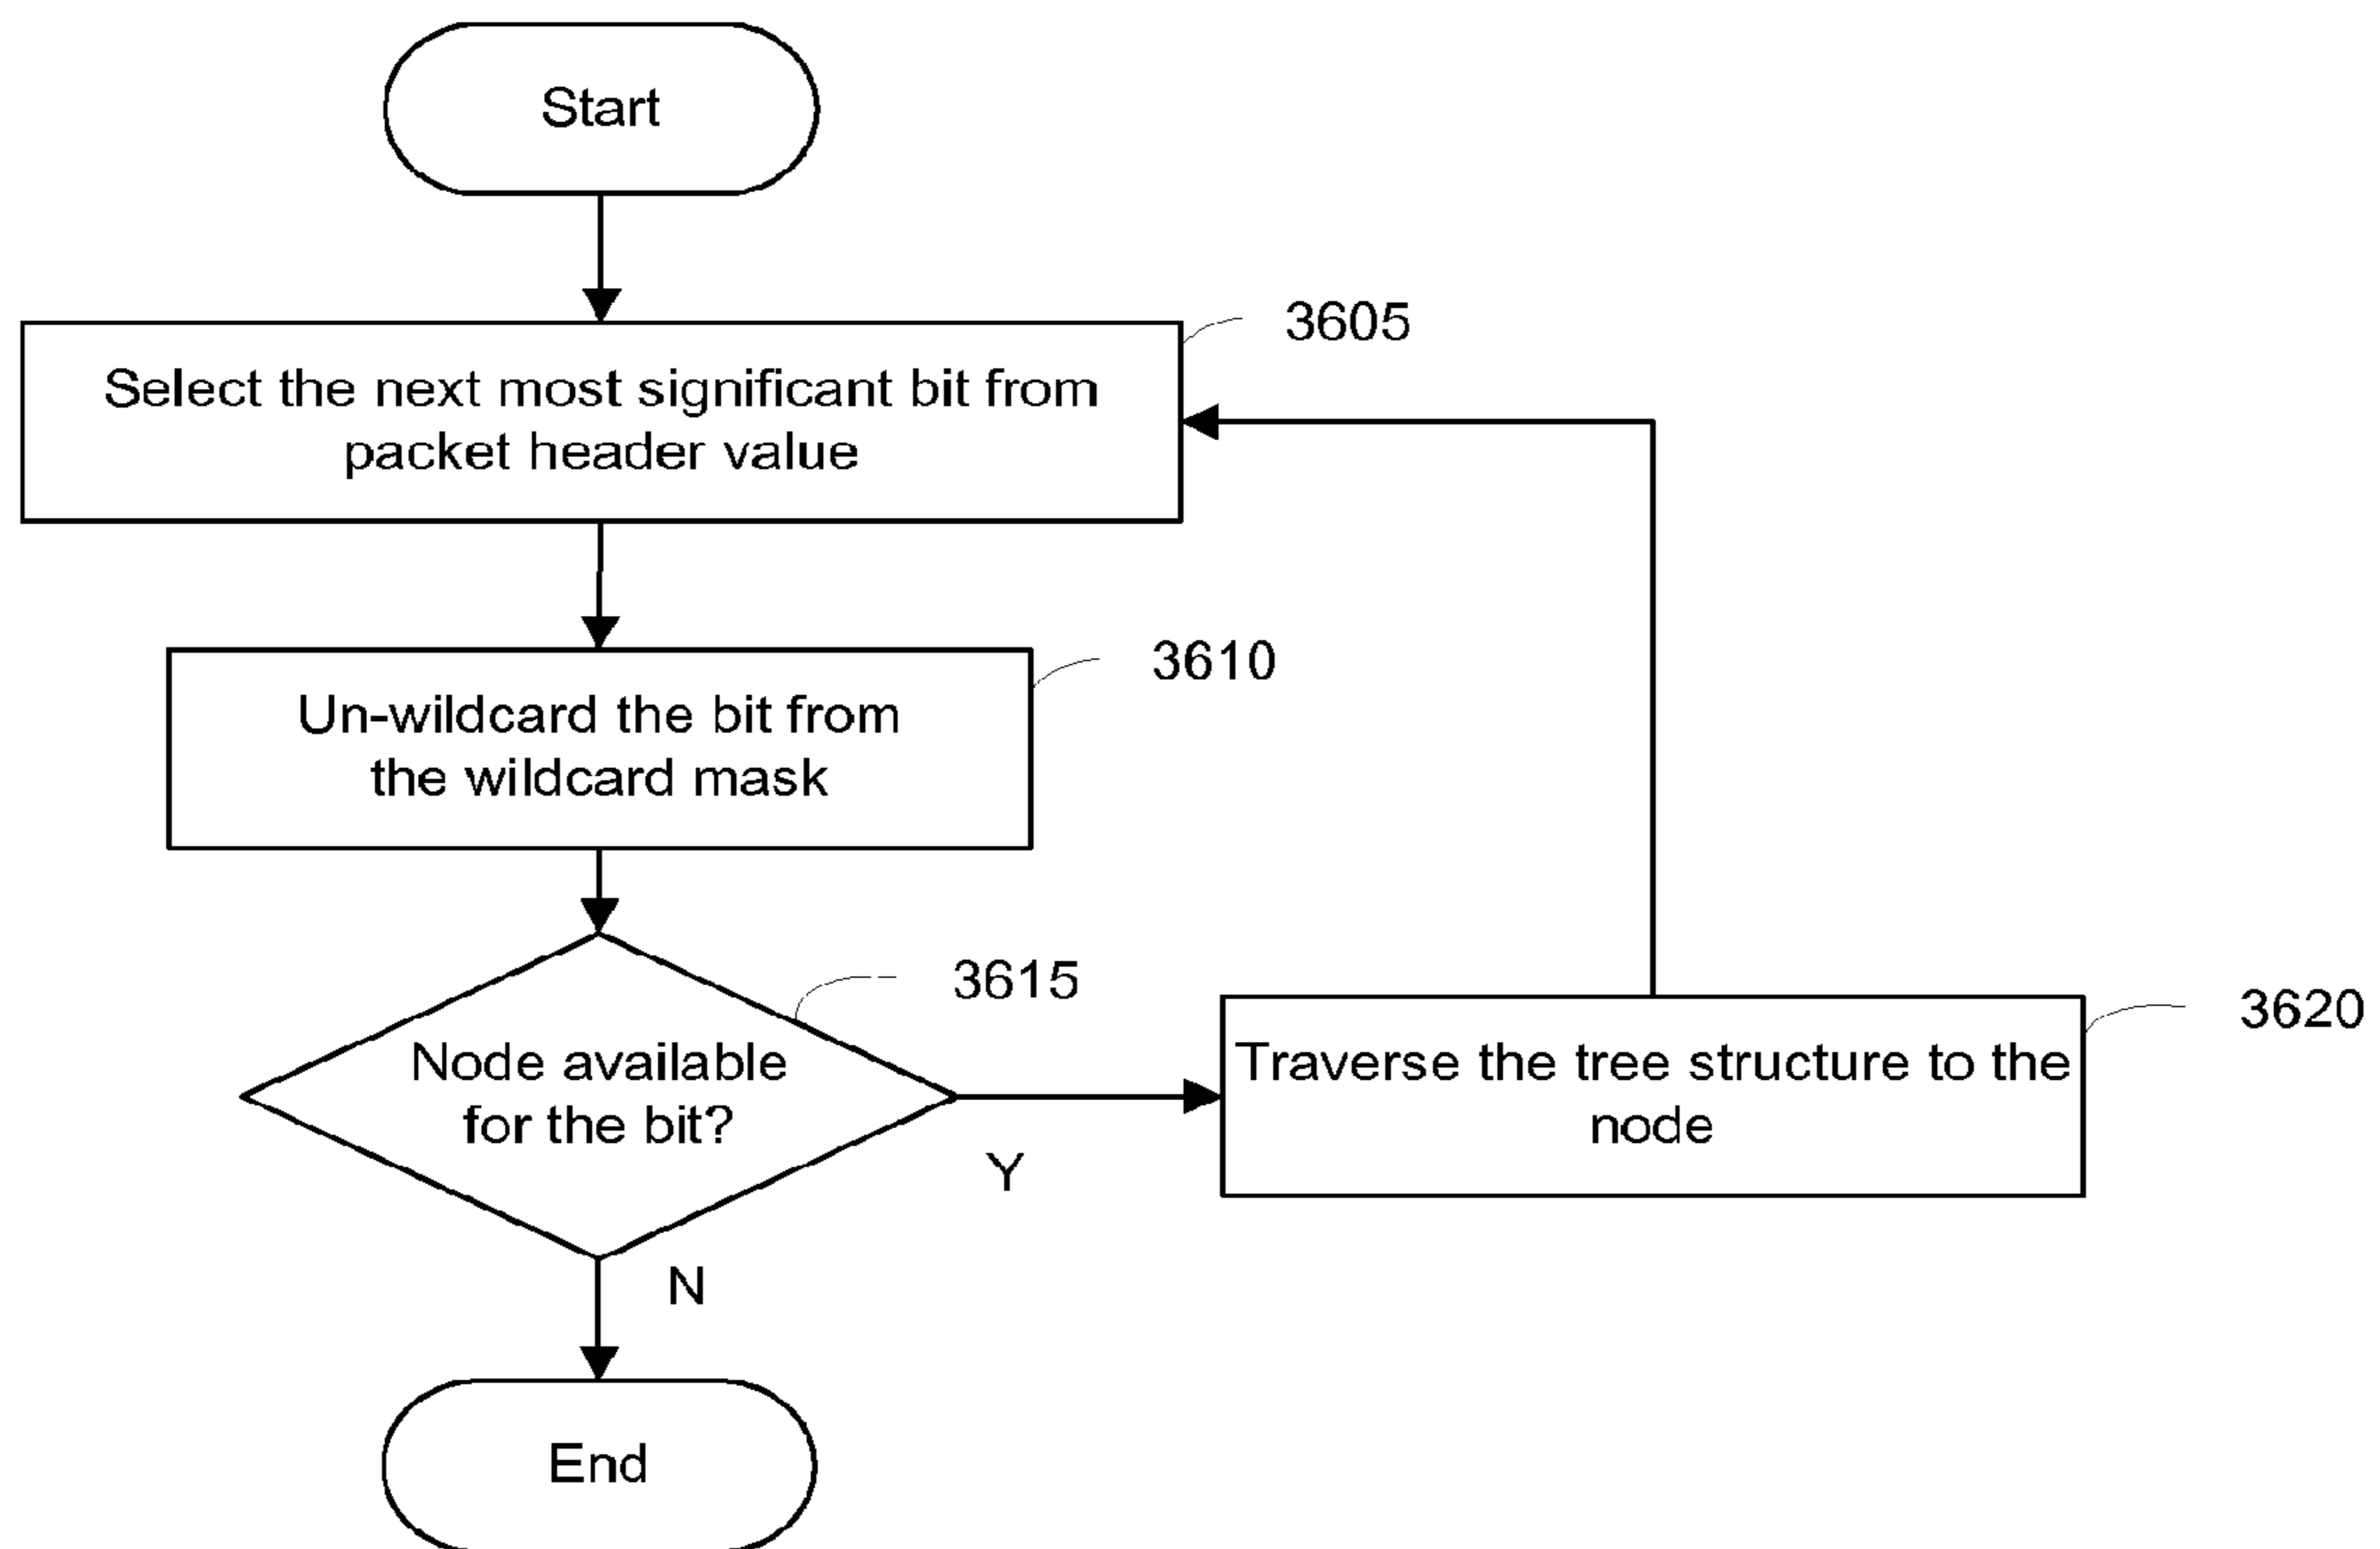 Start
3605
Select the next most significant bit from
packet header value
3610
Un-wildcard the bit from
the wildcard mask
3615
Node available
for the bit?
Y
3620
Traverse the tree structure to the
node
N
End